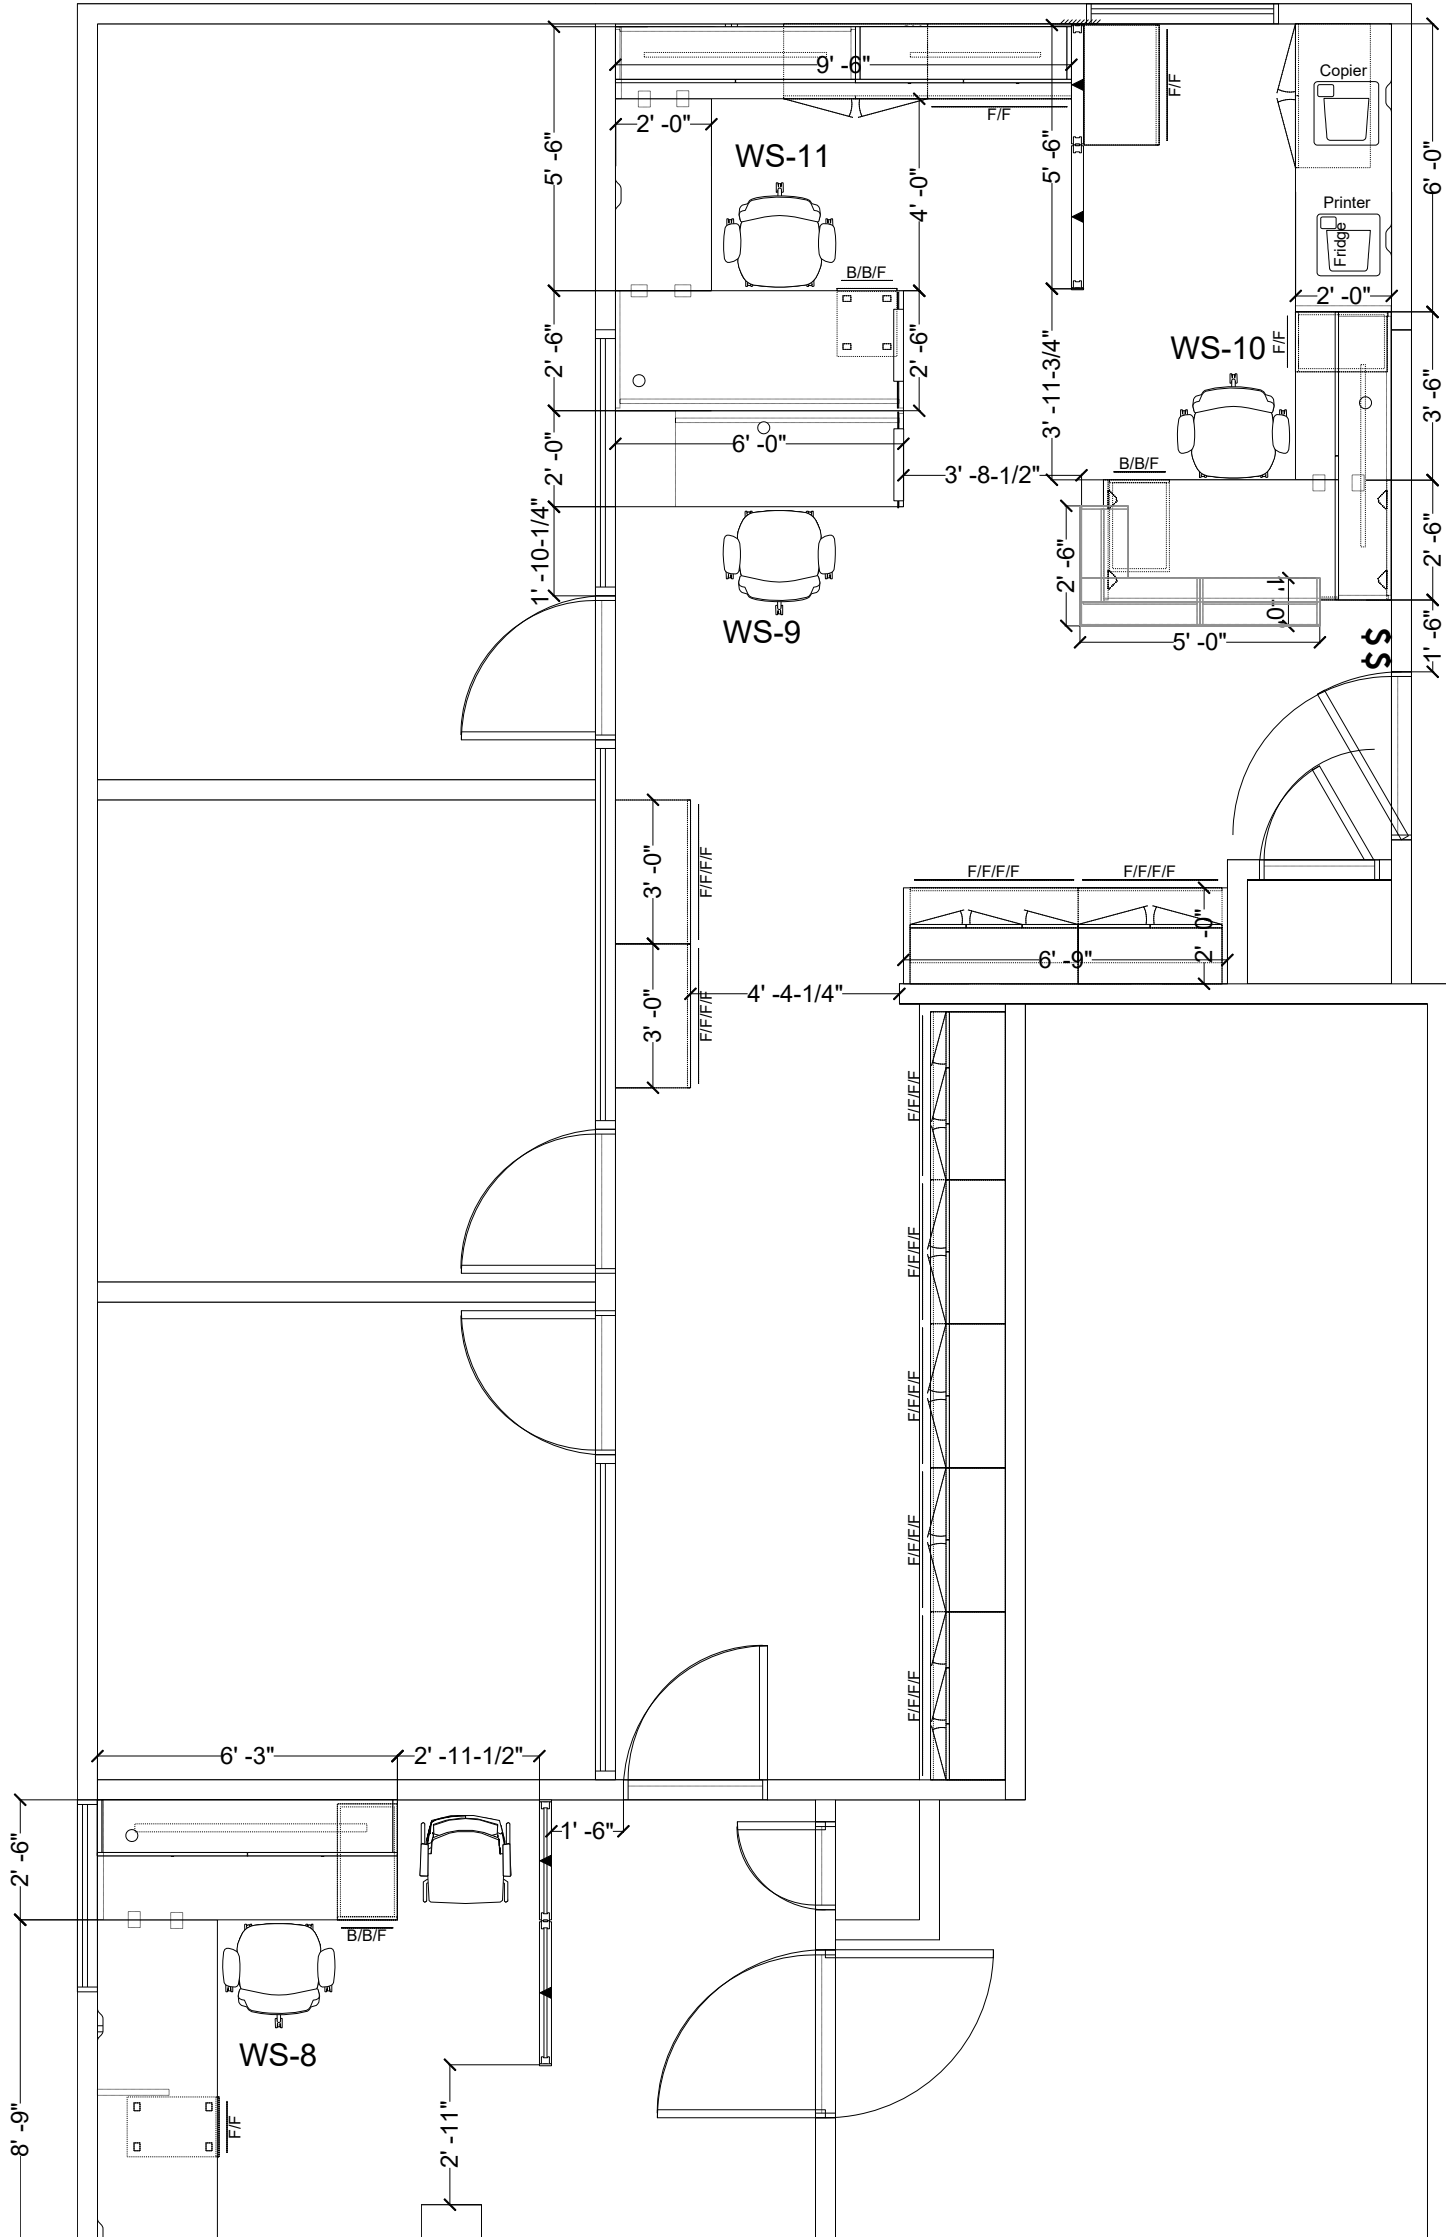 9' -6"
F/F
Copier
2' -0"
F/F
5' -6"
WS-11
5' -6"
6' -0"
4' -0"
Printer
Fridge
B/B/F
2' -0"
2' -6"
2' -6"
3' -11-3/4"
WS-10
F/F
3' -6"
2' -0"
6' -0"
B/B/F
3' -8-1/2"
1' -10-1/4"
2' -6"
2' -6"
1' -0"
WS-9
5' -0"
$
$
1' -6"
3' -0"
F/F/F/F
F/F/F/F
F/F/F/F
2' -0"
6' -9"
4' -4-1/4"
3' -0"
F/F/F/F
F/F/F/F
F/F/F/F
F/F/F/F
F/F/F/F
F/F/F/F
6' -3"
2' -11-1/2"
1' -6"
2' -6"
B/B/F
WS-8
F/F
2' -11"
8' -9"